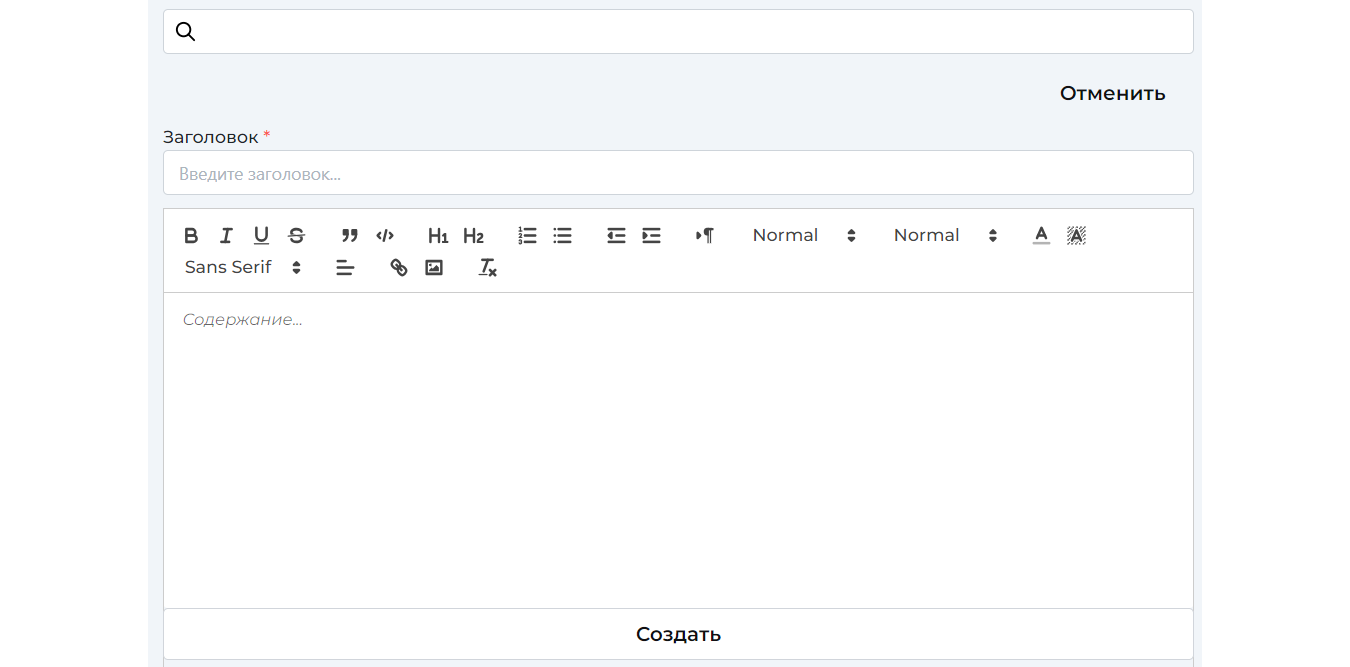 Отменить
Заголовок *
Введите заголовок...
B I U S H1 H2 Normal Normal A A
Sans Serif
Содержание...
Создать